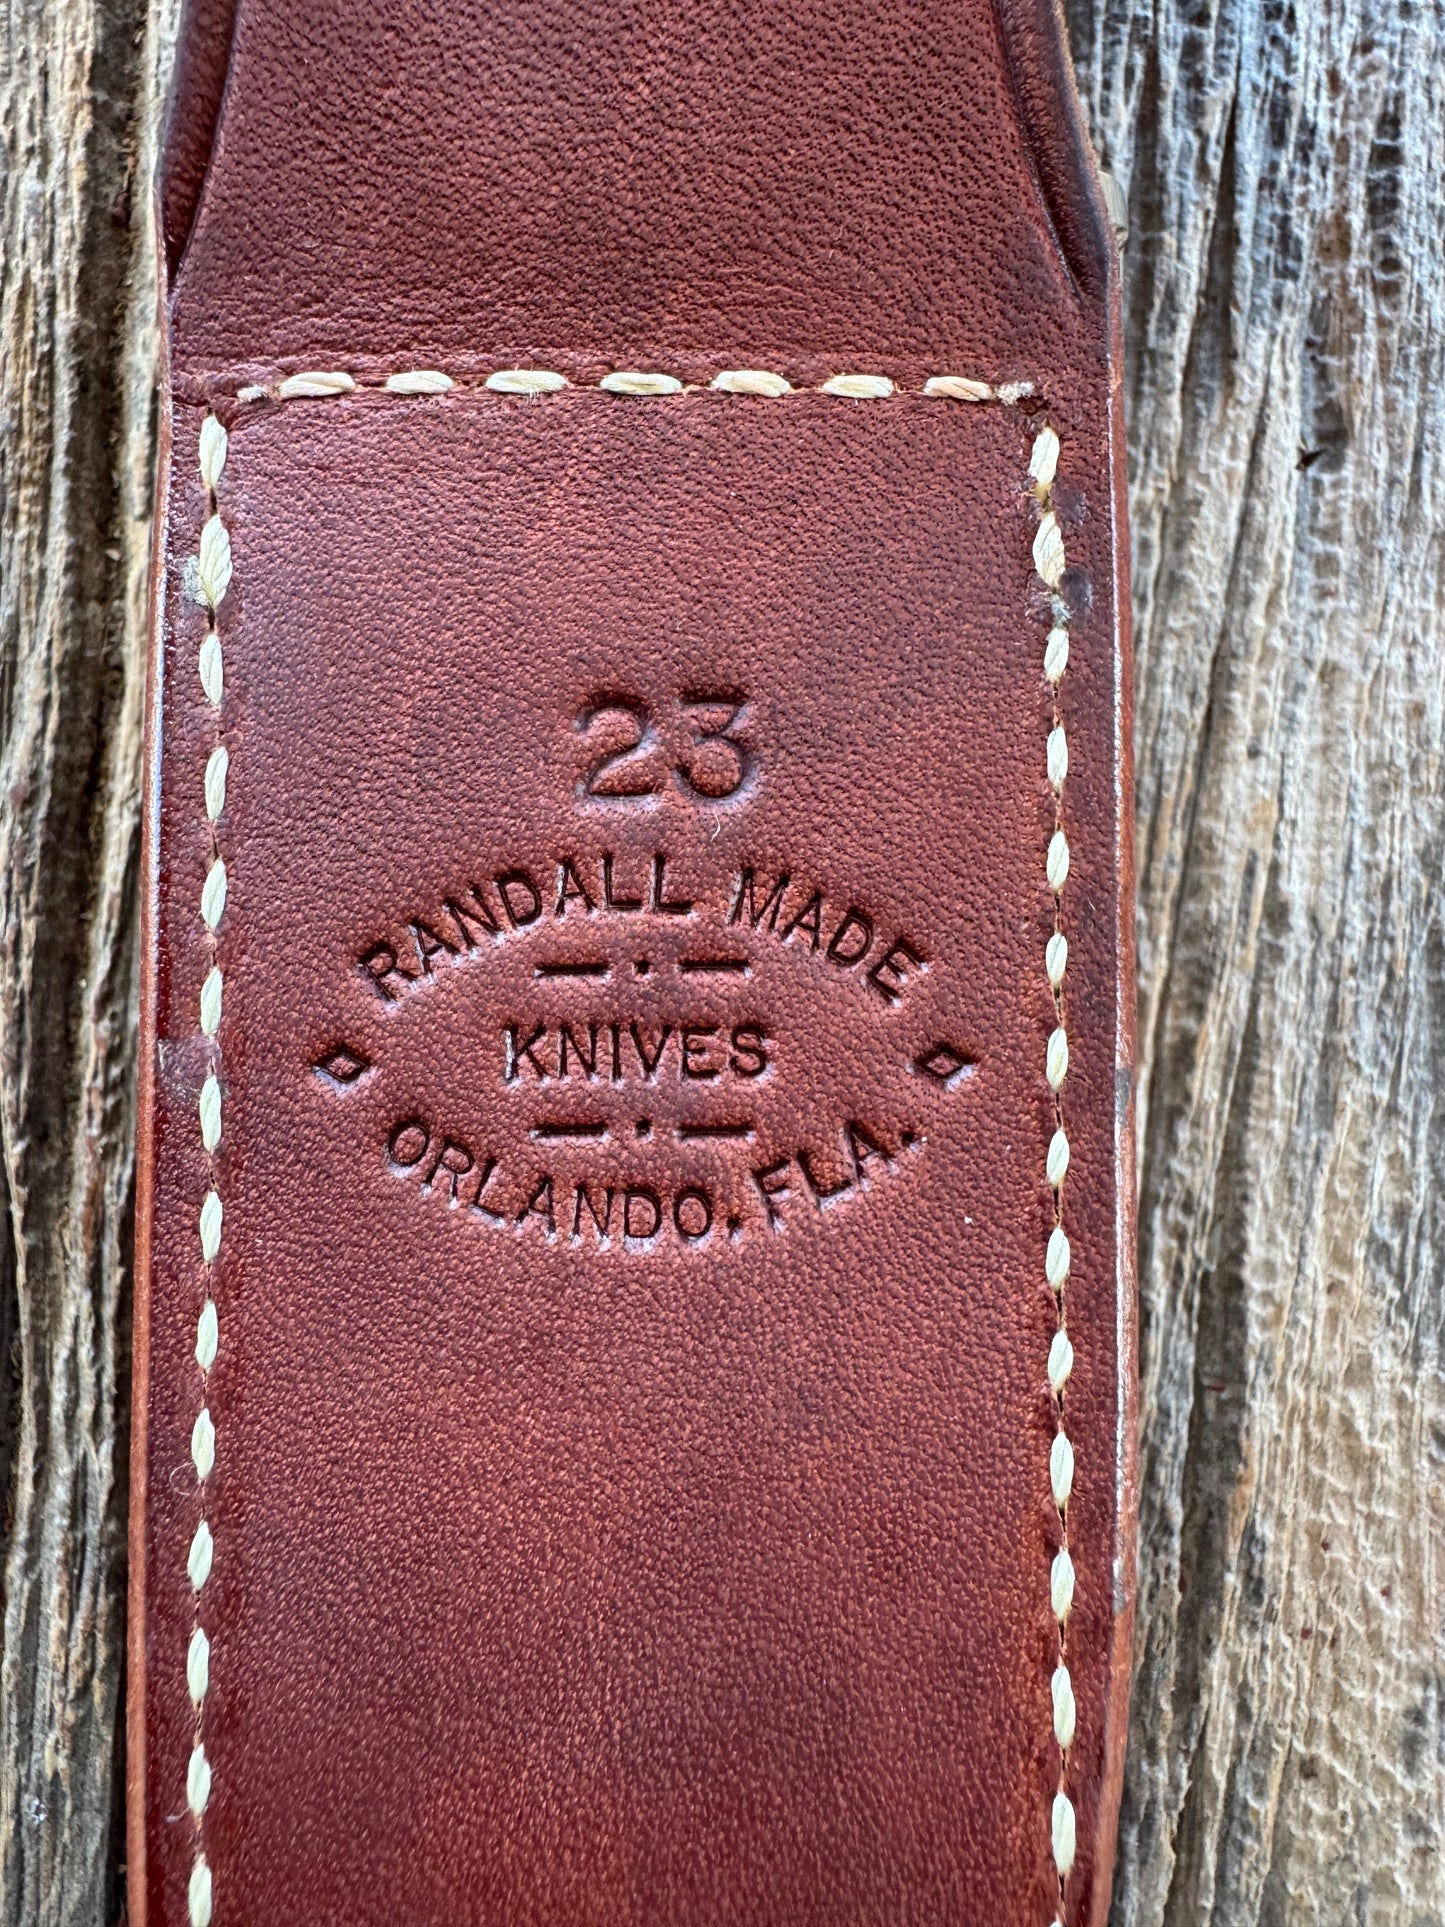 23
RANDALL MADE
KNIVES
ORLANDO, FLA.